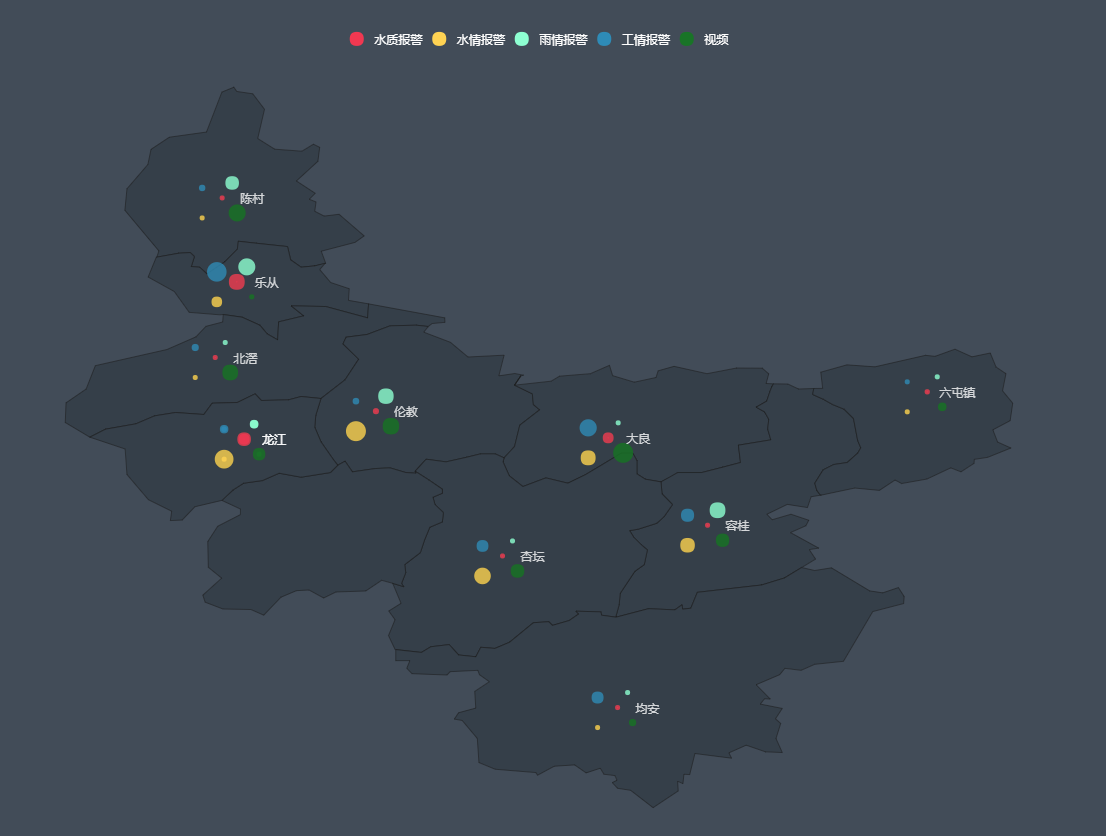 水质报警 水情报警 雨情报警 工情报警 视频
陈村
乐从
北滘
六屯镇
伦教
大良
龙江
容桂
杏坛
均安